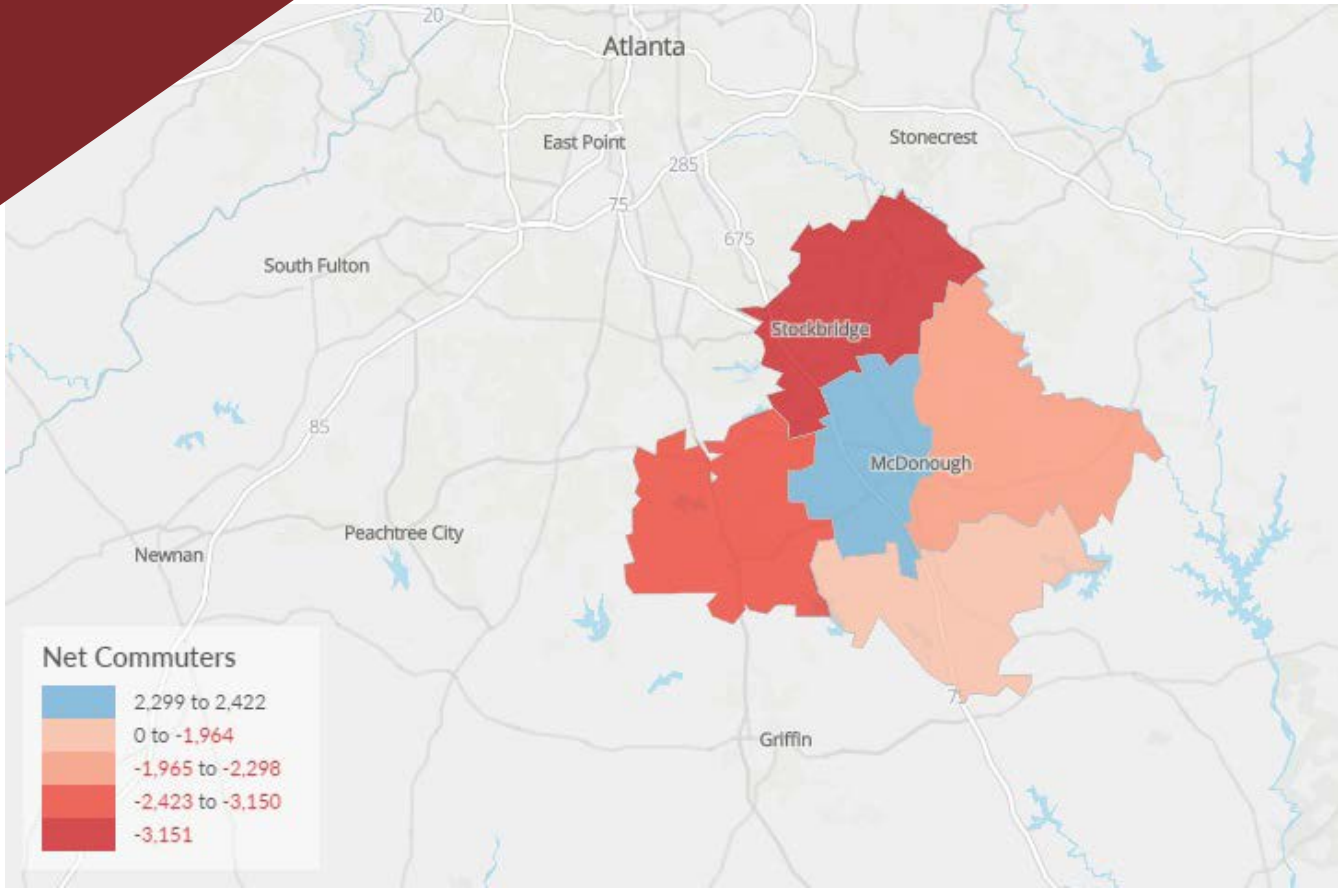 20
Atlanta
East Point
Stonecrest
285
75
675
South Fulton
Stockbridge
85
McDonough
Peachtree City
Newnan
Net Commuters
2,299 to 2,422
0 to -1,964
-1,965 to -2,298
-2,423 to -3,150
-3,151
Griffin